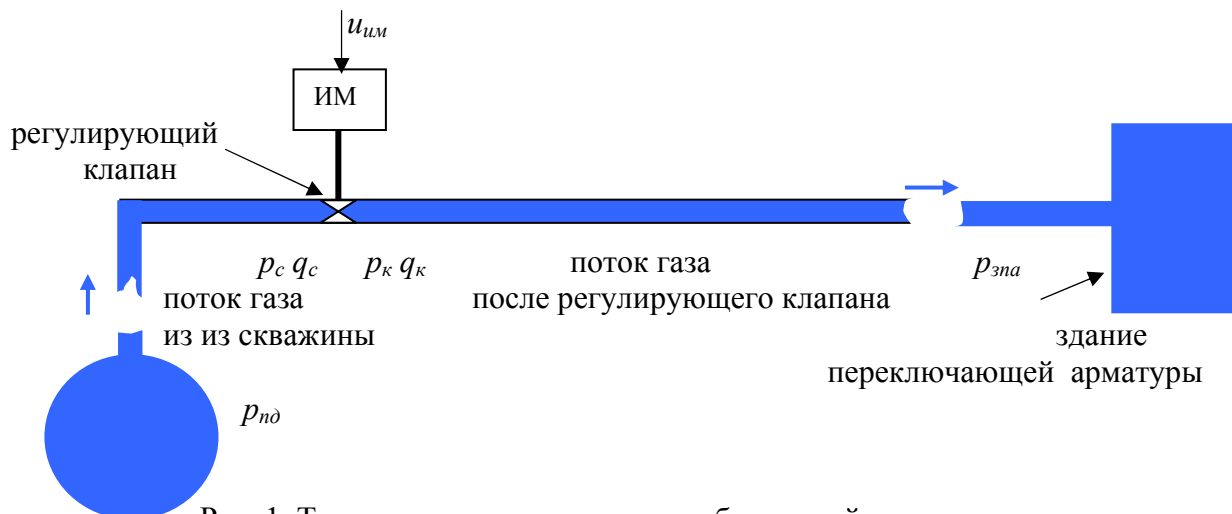 u_им
ИМ
регулирующий
клапан
p_с q_с p_к q_к
поток газа
после регулирующего клапана
p_зпа
поток газа
из из скважины
здание
переключающей арматуры
p_пд